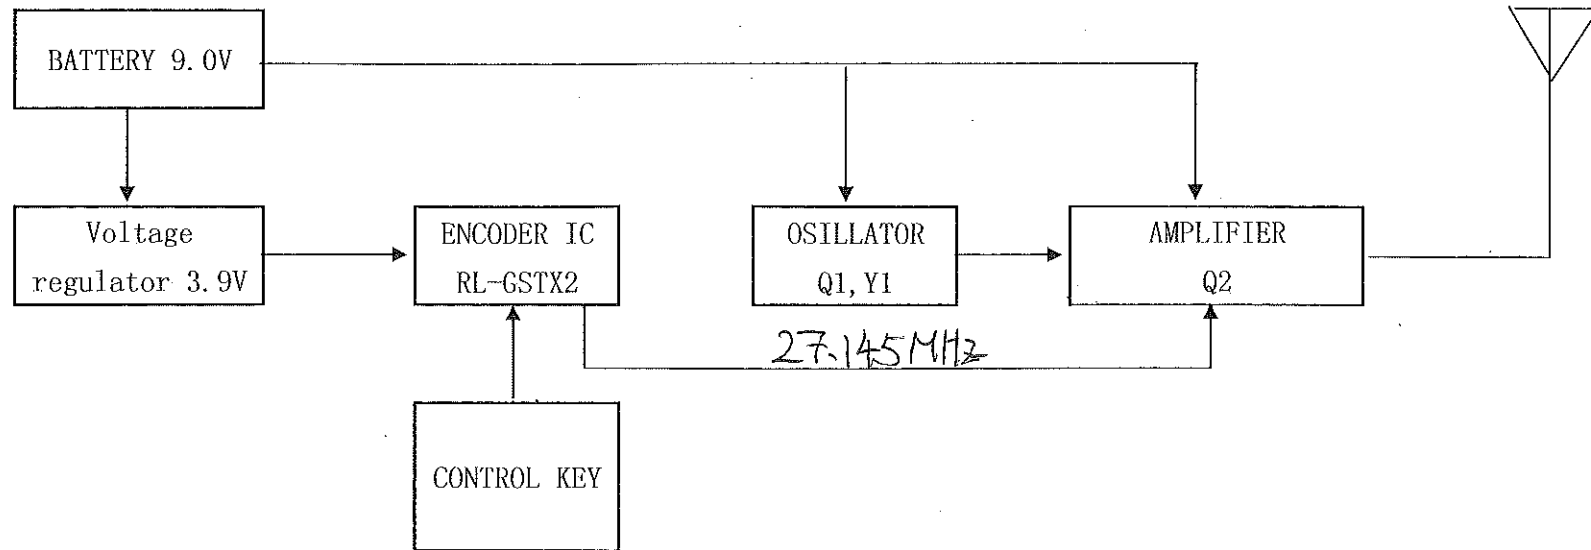 BATTERY 9.0V
Voltage
regulator 3.9V
ENCODER IC
RL-GSTX2
OSILLATOR
Q1,Y1
AMPLIFIER
Q2
27.145MHz
CONTROL KEY